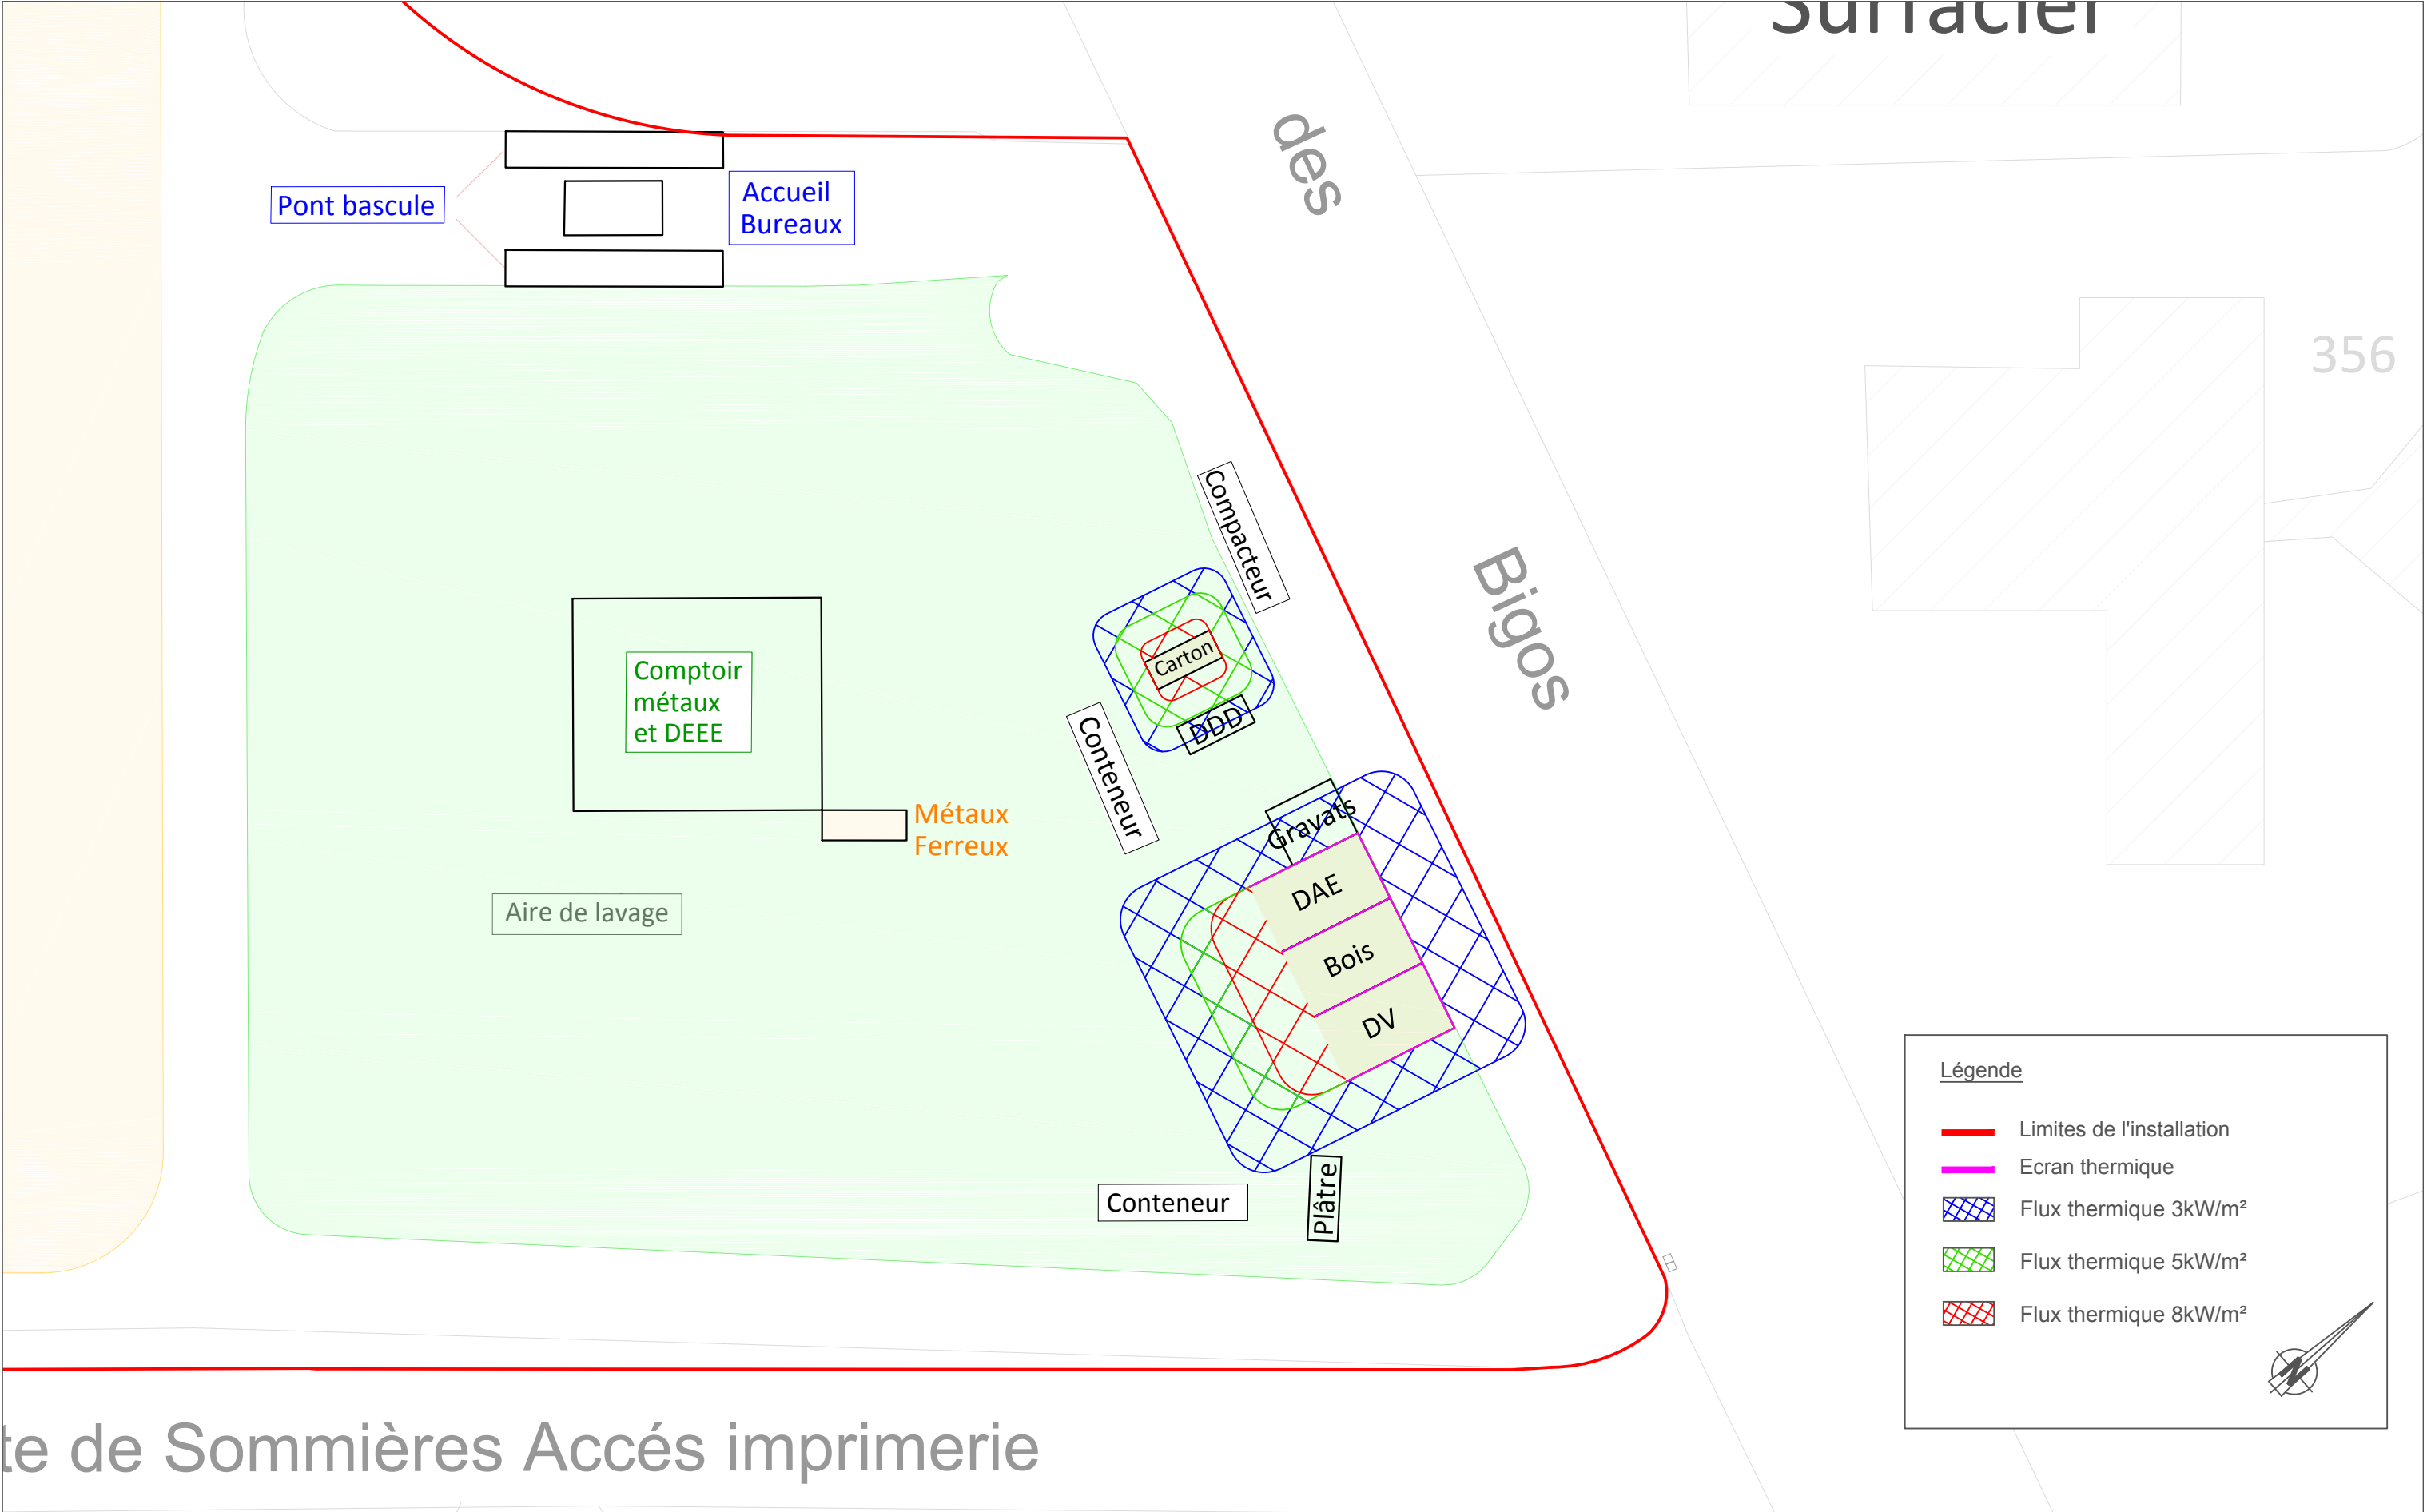 des
Pont bascule
Accueil
Bureaux
356
Compacteur
Bigos
Carton
Comptoir
métaux
et DEEE
DDD
Conteneur
Métaux
Ferreux
Gravats
DAE
Aire de lavage
Bois
DV
Plâtre
Conteneur
Légende
Limites de l'installation
Ecran thermique
Flux thermique 3kW/m²
Flux thermique 5kW/m²
Flux thermique 8kW/m²
N
te de Sommières Accés imprimerie